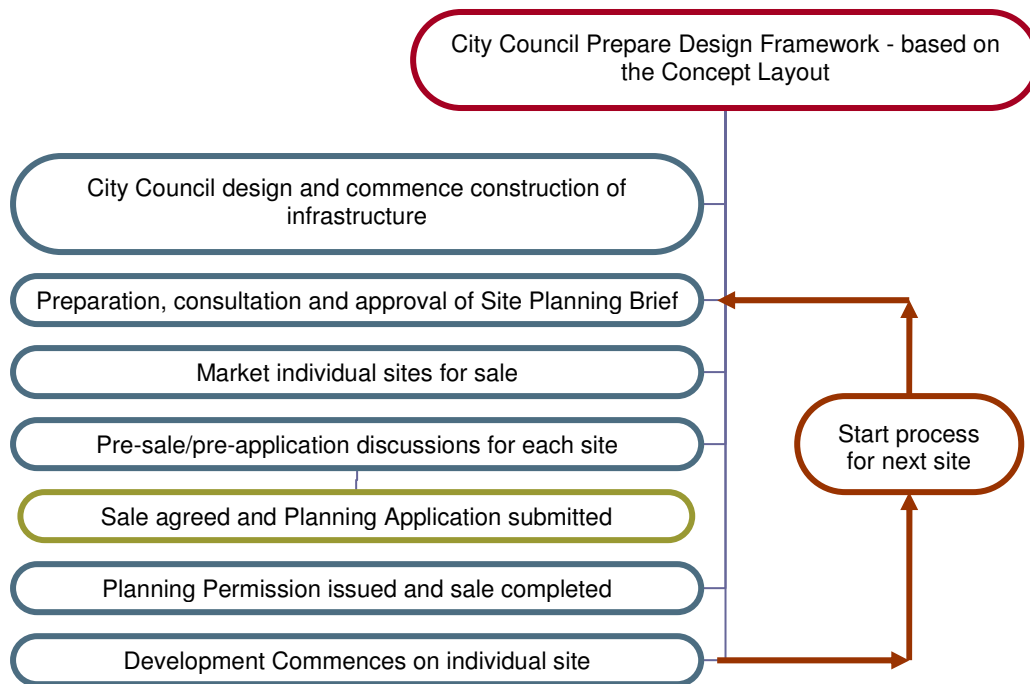 City Council Prepare Design Framework - based on
the Concept Layout
City Council design and commence construction of
infrastructure
Preparation, consultation and approval of Site Planning Brief
Market individual sites for sale
Pre-sale/pre-application discussions for each site
Start process
for next site
Sale agreed and Planning Application submitted
Planning Permission issued and sale completed
Development Commences on individual site